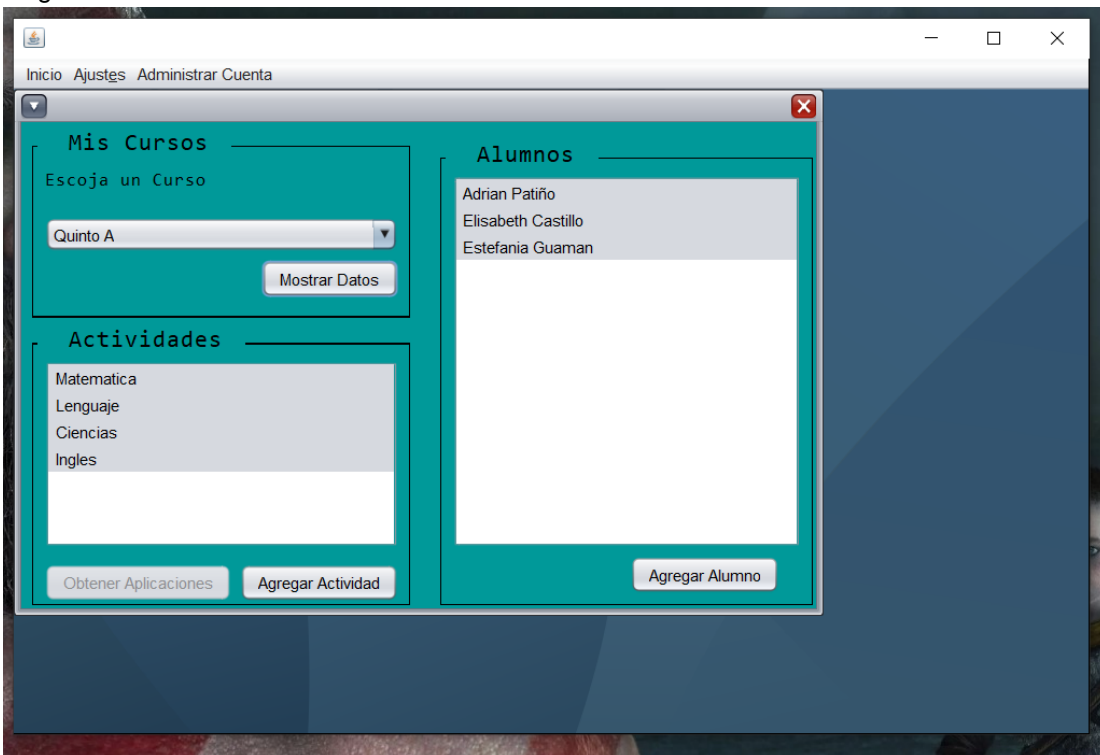 Inicio Ajustes Administrar Cuenta
Mis Cursos
Escoja un Curso
Quinto A
Mostrar Datos
Actividades
Matematica
Lenguaje
Ciencias
Ingles
Obtener Aplicaciones Agregar Actividad
Alumnos
Adrian Patiño
Elisabeth Castillo
Estefania Guaman
Agregar Alumno